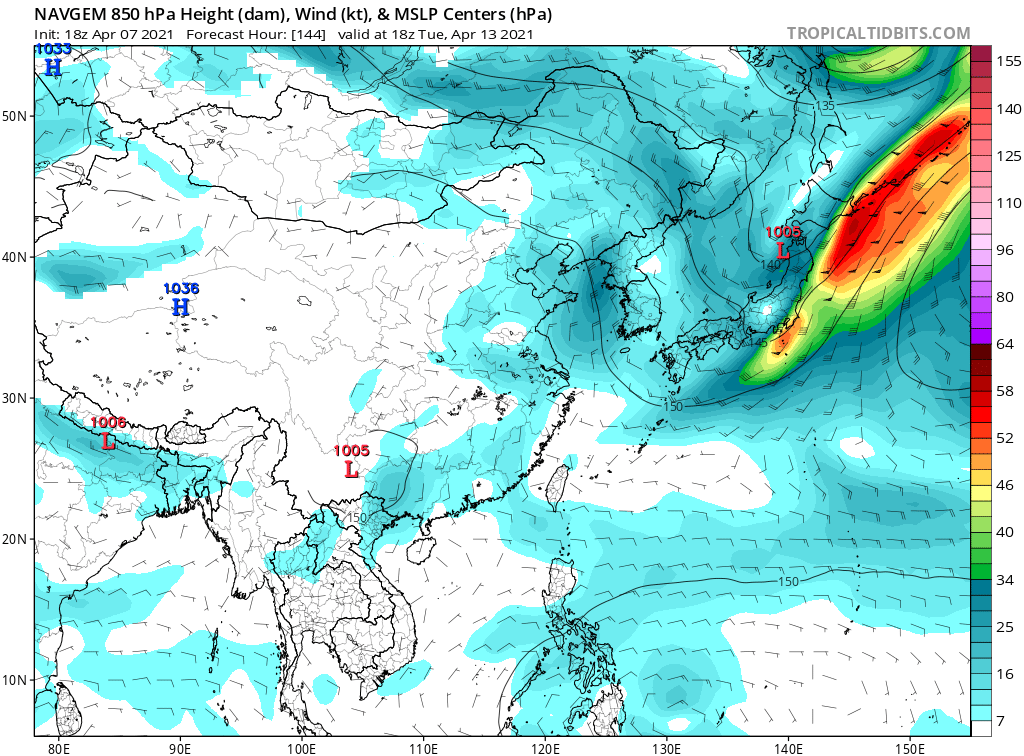 NAVGEM 850 hPa Height (dam), Wind (kt), & MSLP Centers (hPa)
Init: 18z Apr 07 2021 Forecast Hour: [144] valid at 18z Tue, Apr 13 2021
TROPICALTIDBITS.COM
1033
H
155
140
135
50N
125
110
1005
L
96
140
40N
1036
H
80
145
64
30N
150
58
1006
L
52
1005
L
46
150
40
20N
34
150
25
10N
16
7
80E 90E 100E 110E 120E 130E 140E 150E